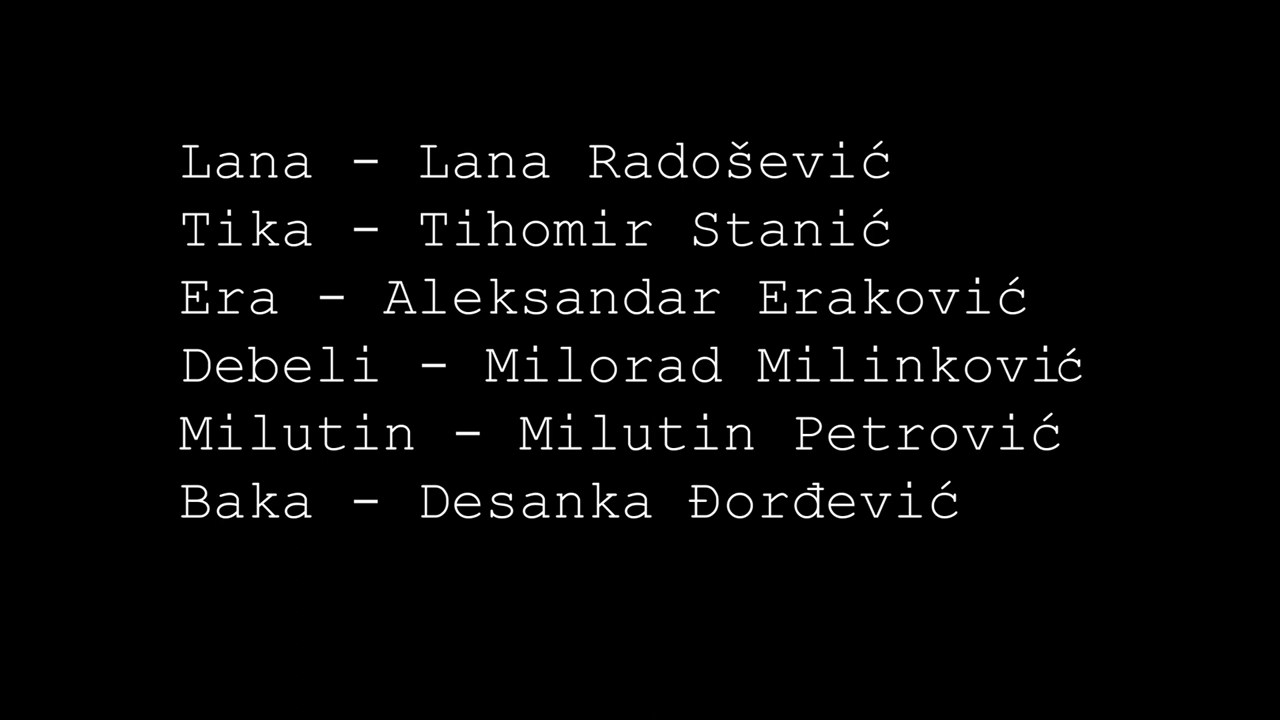 Lana - Lana Radošević
Tika - Tihomir Stanić
Era - Aleksandar Eraković
Debeli - Milorad Milinković
Milutin - Milutin Petrović
Baka - Desanka Đorđević